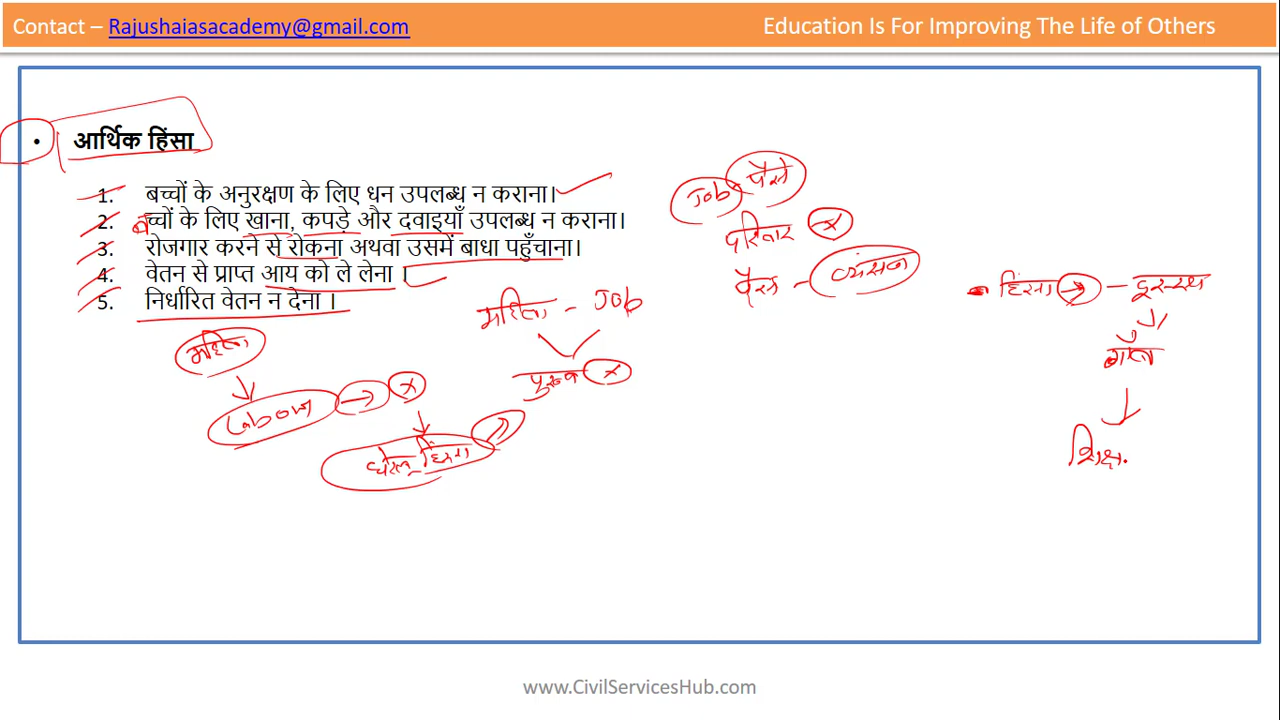 Contact – Rajushaiasacademy@gmail.com
Education Is For Improving The Life of Others
• आर्थिक हिंसा
1. बच्चों के अनुरक्षण के लिए धन उपलब्ध न कराना।
2. बच्चों के लिए खाना, कपड़े और दवाइयाँ उपलब्ध न कराना।
3. रोजगार करने से रोकना अथवा उसमें बाधा पहुँचाना।
4. वेतन से प्राप्त आय को ले लेना ।
5. निर्धारित वेतन न देना ।
Job पैसे
परिवार x
पैसा –
हिंसा → –
महिला – Job
पुरुष x
महिला
Labour → x
घरेलू हिंसा
www.CivilServicesHub.com